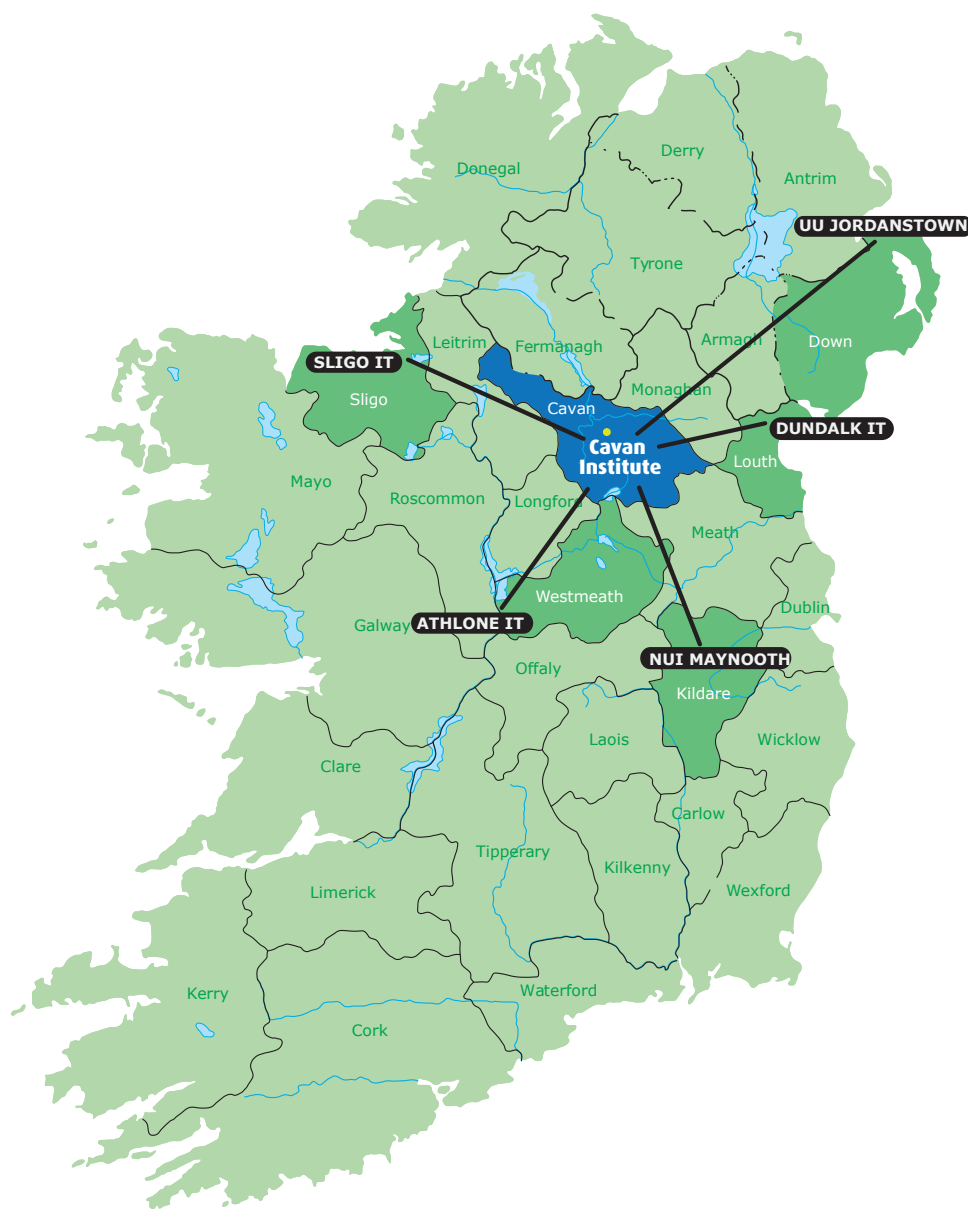 Derry
Donegal
Antrim
UU JORDANSTOWN
Tyrone
Leitrim
Fermanagh
Armagh
Down
SLIGO IT
Monaghan
Sligo
Cavan
DUNDALK IT
Cavan
Institute
Louth
Mayo
Roscommon
Longford
Meath
Westmeath
Dublin
Galway
ATHLONE IT
NUI MAYNOOTH
Offaly
Kildare
Laois
Wicklow
Clare
Carlow
Tipperary
Kilkenny
Limerick
Wexford
Kerry
Waterford
Cork